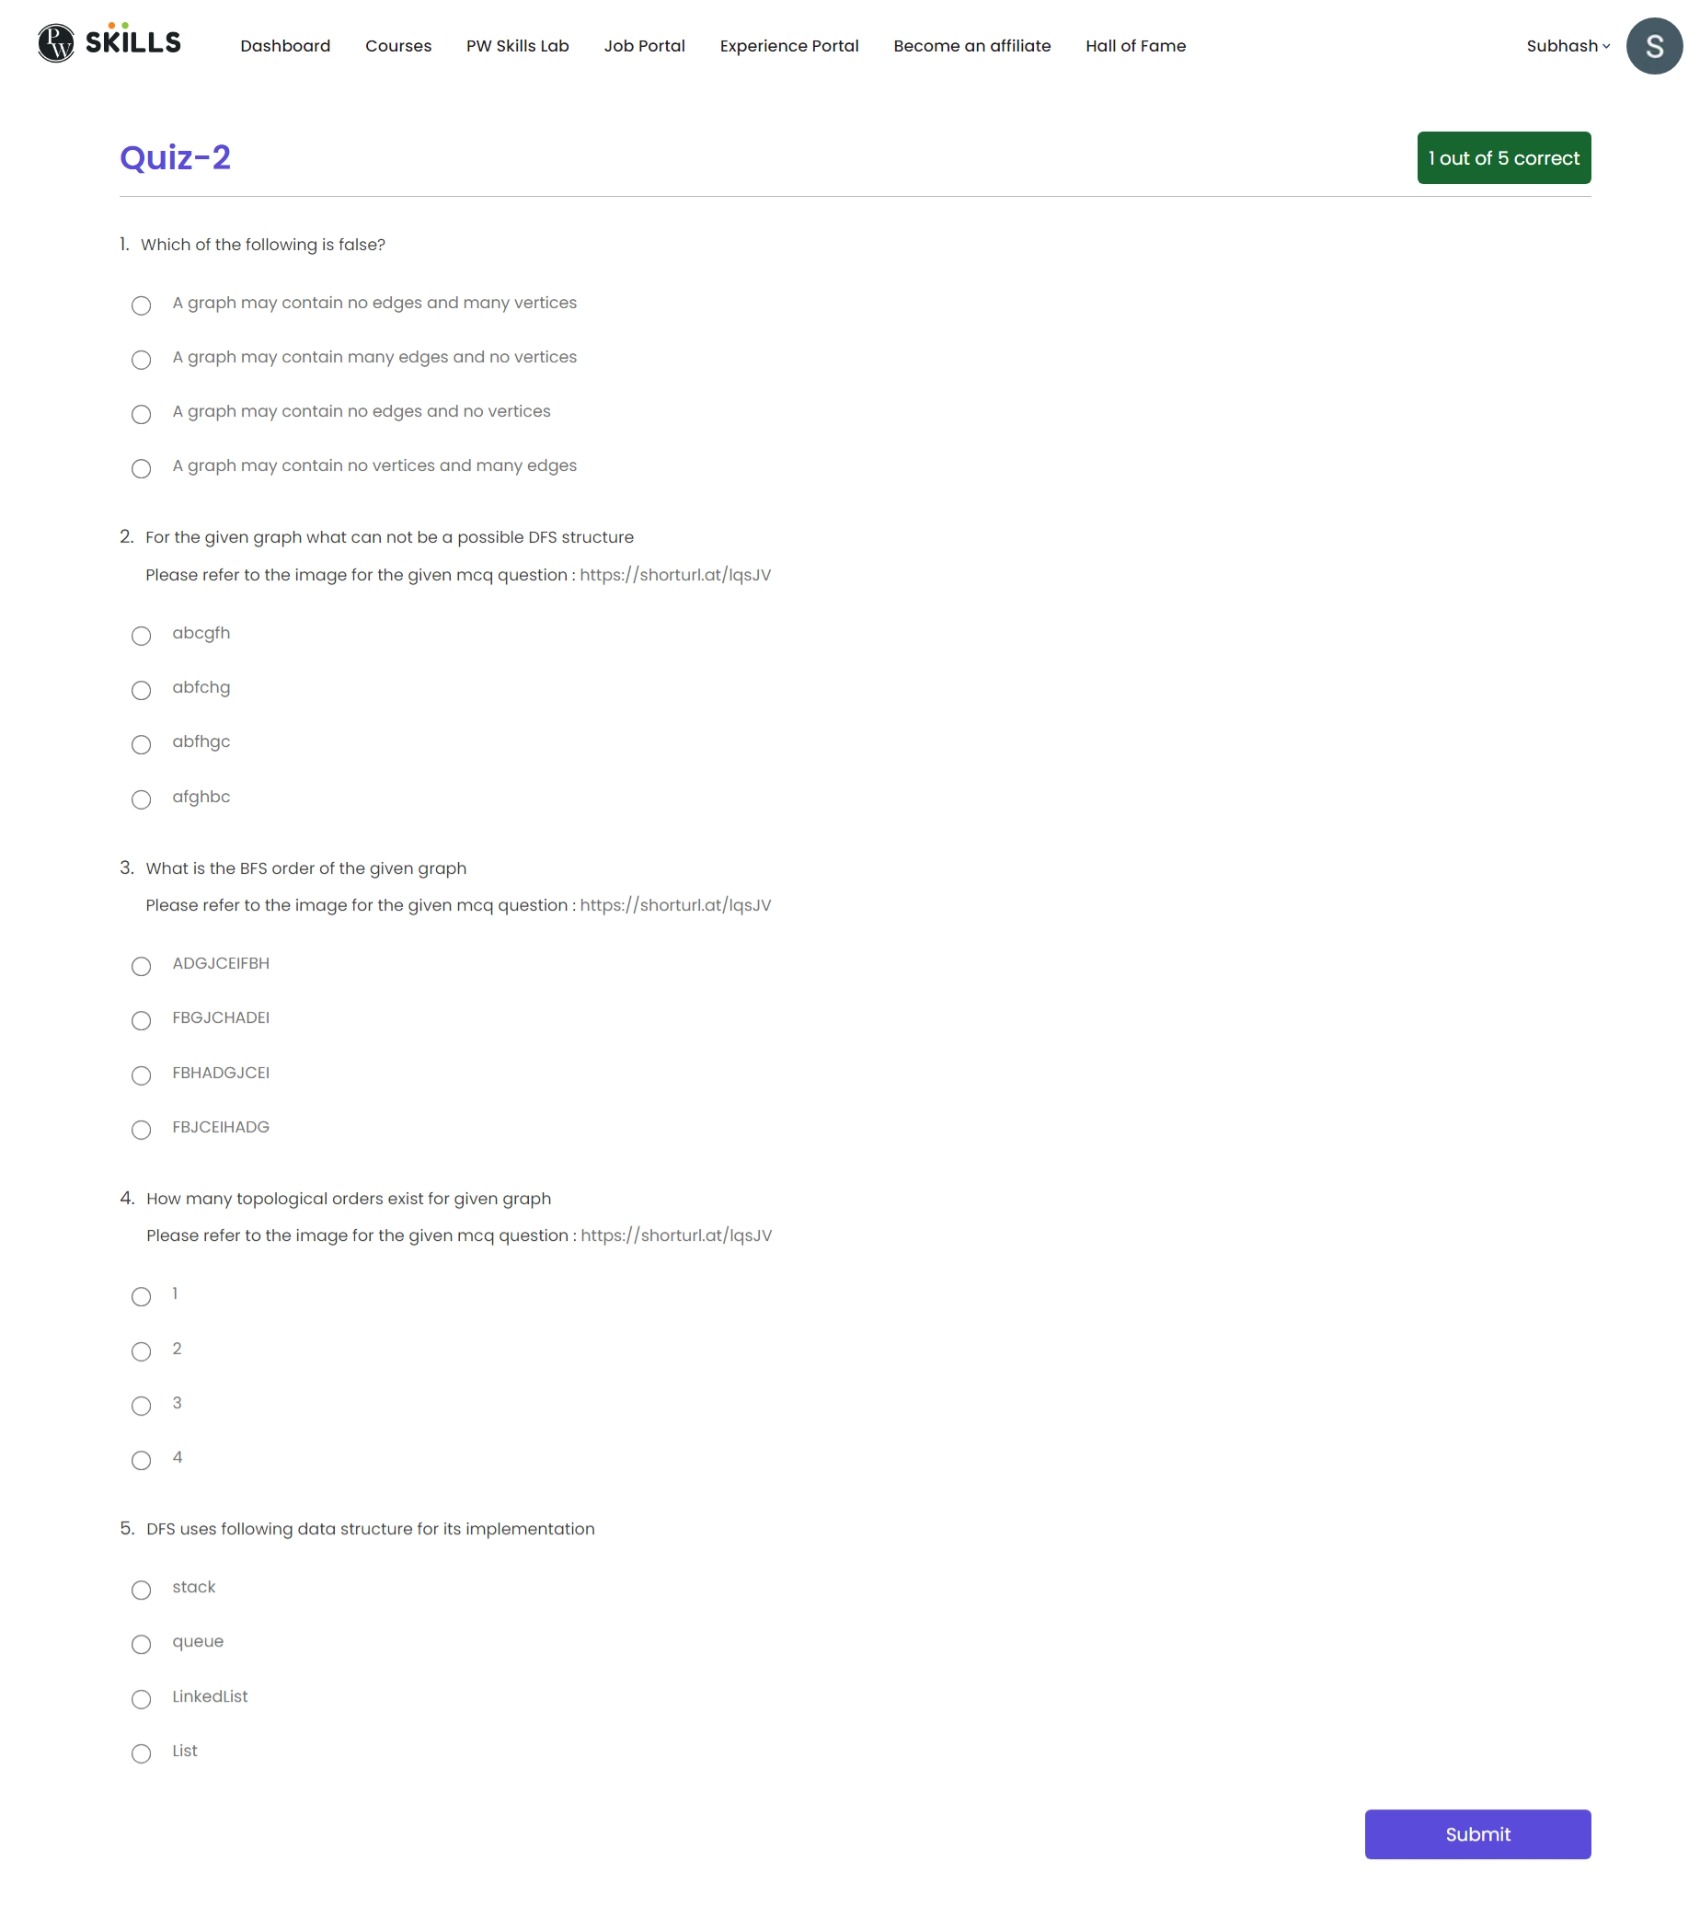 PW SKILLS Dashboard Courses PW Skills Lab Job Portal Experience Portal Become an affiliate Hall of Fame Subhash S
Quiz-2 1 out of 5 correct
1. Which of the following is false?
A graph may contain no edges and many vertices
A graph may contain many edges and no vertices
A graph may contain no edges and no vertices
A graph may contain no vertices and many edges
2. For the given graph what can not be a possible DFS structure
Please refer to the image for the given mcq question : https://shorturl.at/lqsJV
abcgfh
abfchg
abfhgc
afghbc
3. What is the BFS order of the given graph
Please refer to the image for the given mcq question : https://shorturl.at/lqsJV
ADGJCEIFBH
FBGJCHADEI
FBHADGJCEI
FBJCEIHADG
4. How many topological orders exist for given graph
Please refer to the image for the given mcq question : https://shorturl.at/lqsJV
1
2
3
4
5. DFS uses following data structure for its implementation
stack
queue
LinkedList
List
Submit